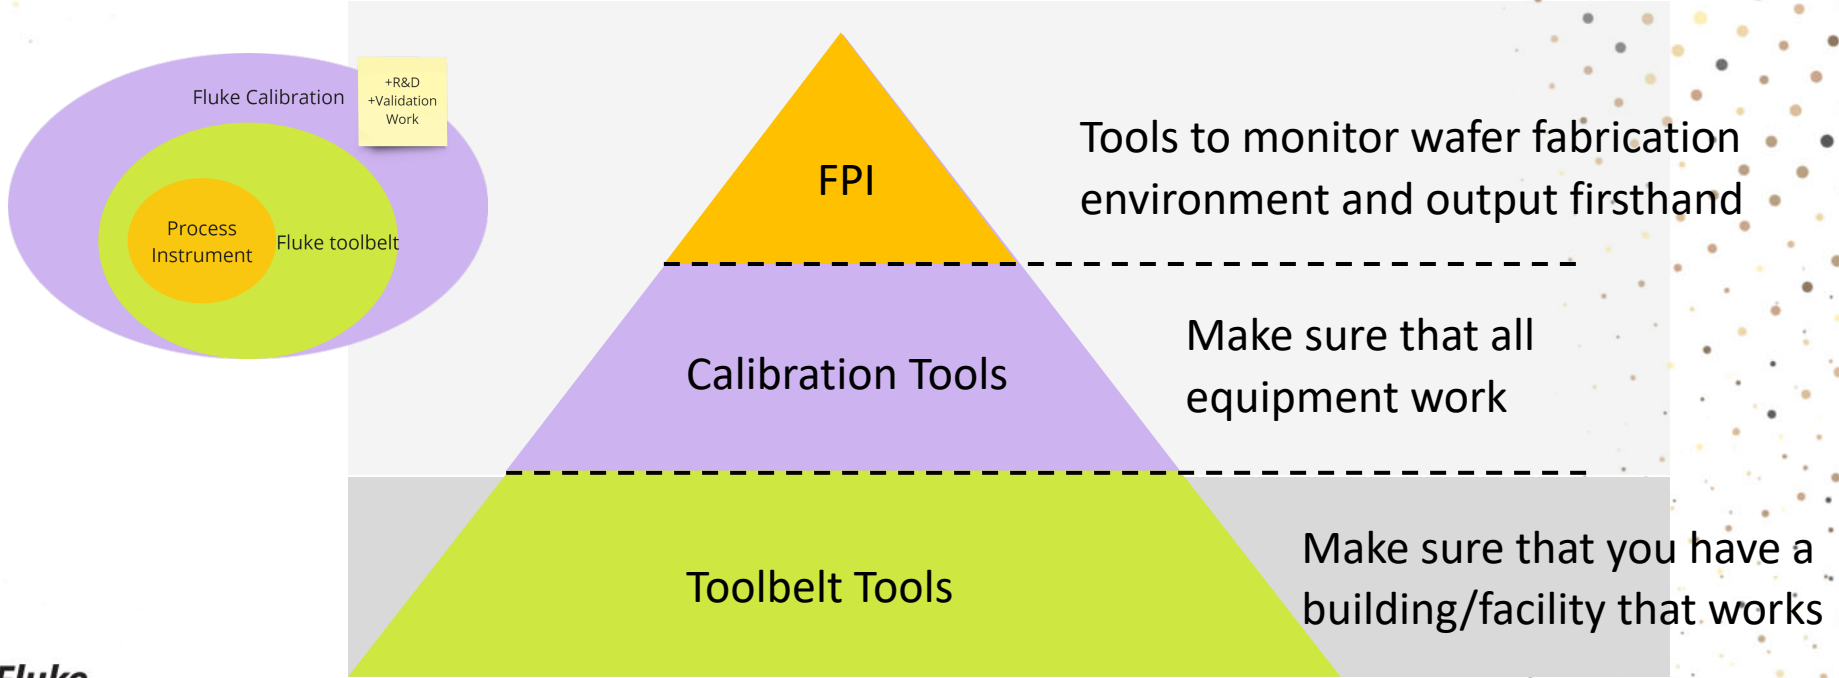 Fluke Calibration
+R&D
+Validation
Work
Process
Instrument
Fluke toolbelt
FPI
Tools to monitor wafer fabrication
environment and output firsthand
Calibration Tools
Make sure that all
equipment work
Toolbelt Tools
Make sure that you have a
building/facility that works
Fluke